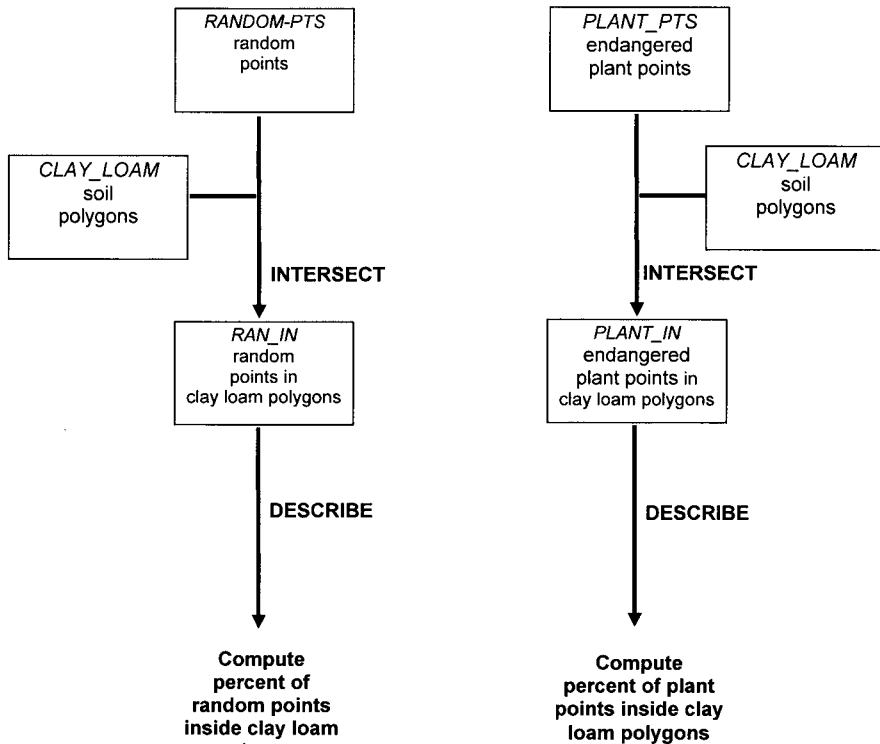 RANDOM-PTS
random
points
CLAY_LOAM
soil
polygons
INTERSECT
RAN_IN
random
points in
clay loam polygons
DESCRIBE
Compute
percent of
random points
inside clay loam
PLANT_PTS
endangered
plant points
CLAY_LOAM
soil
polygons
INTERSECT
PLANT_IN
endangered
plant points in
clay loam polygons
DESCRIBE
Compute
percent of plant
points inside clay
loam polygons